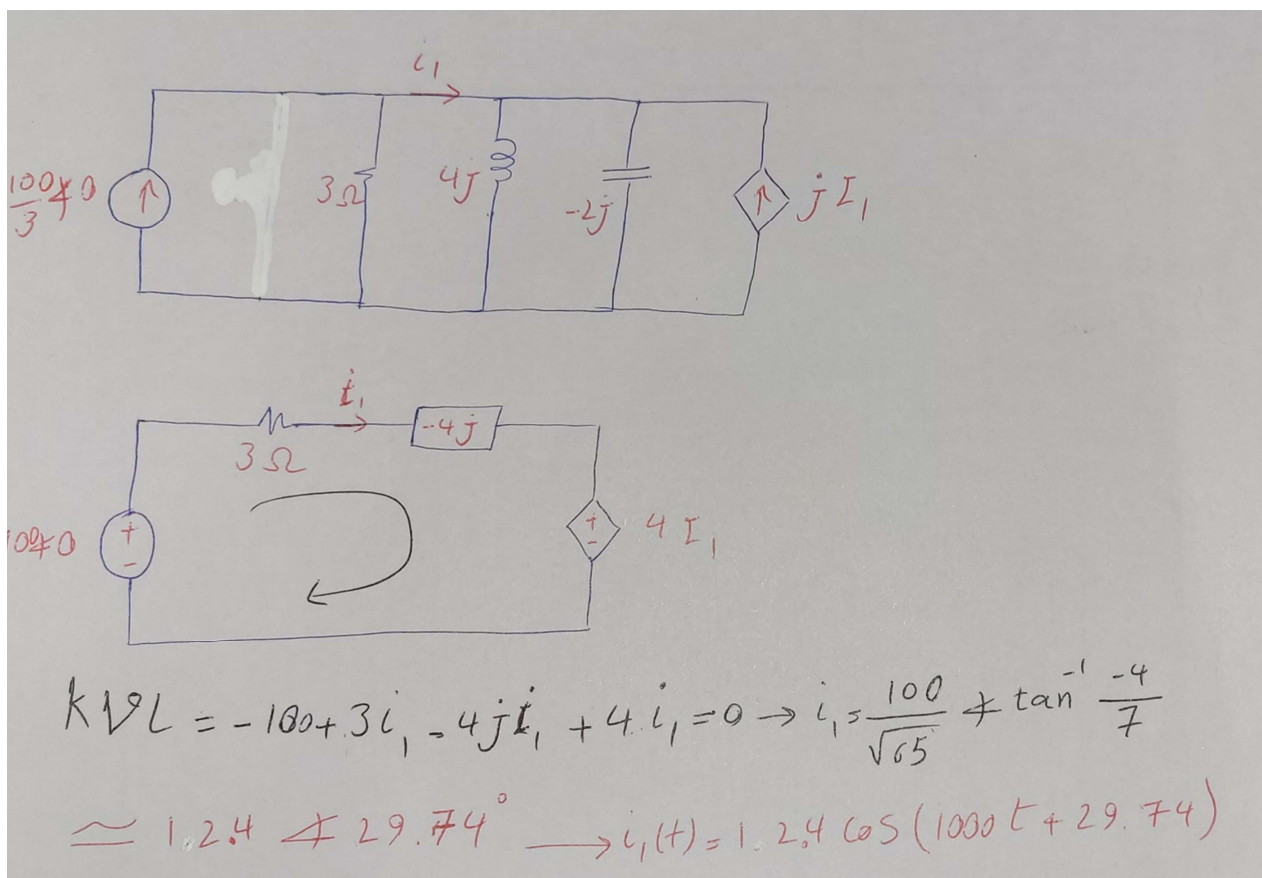 i₁
100/3 ∡0
3Ω
4j
-2j
j I₁
i₁
3Ω
-4j
100∡0
+
-
+
-
4 I₁
KVL = -100 + 3i₁ - 4j i₁ + 4 i₁ = 0 → i₁ = 100/√65 ∡ tan⁻¹ -4/7
≃ 12.4 ∡ 29.74° → i₁(t) = 12.4 cos(1000t + 29.74)